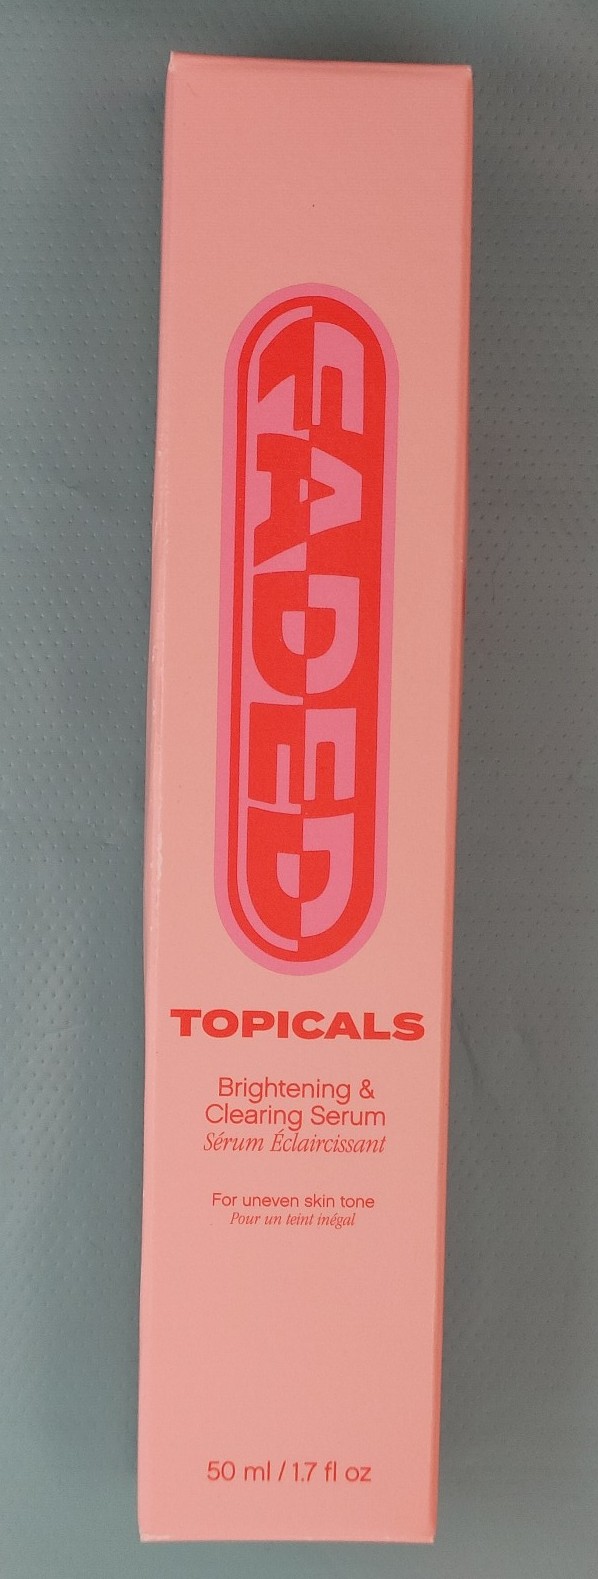 FADED
TOPICALS
Brightening &
Clearing Serum
Sérum Éclaircissant
For uneven skin tone
Pour un teint inégal
50 ml / 1.7 fl oz